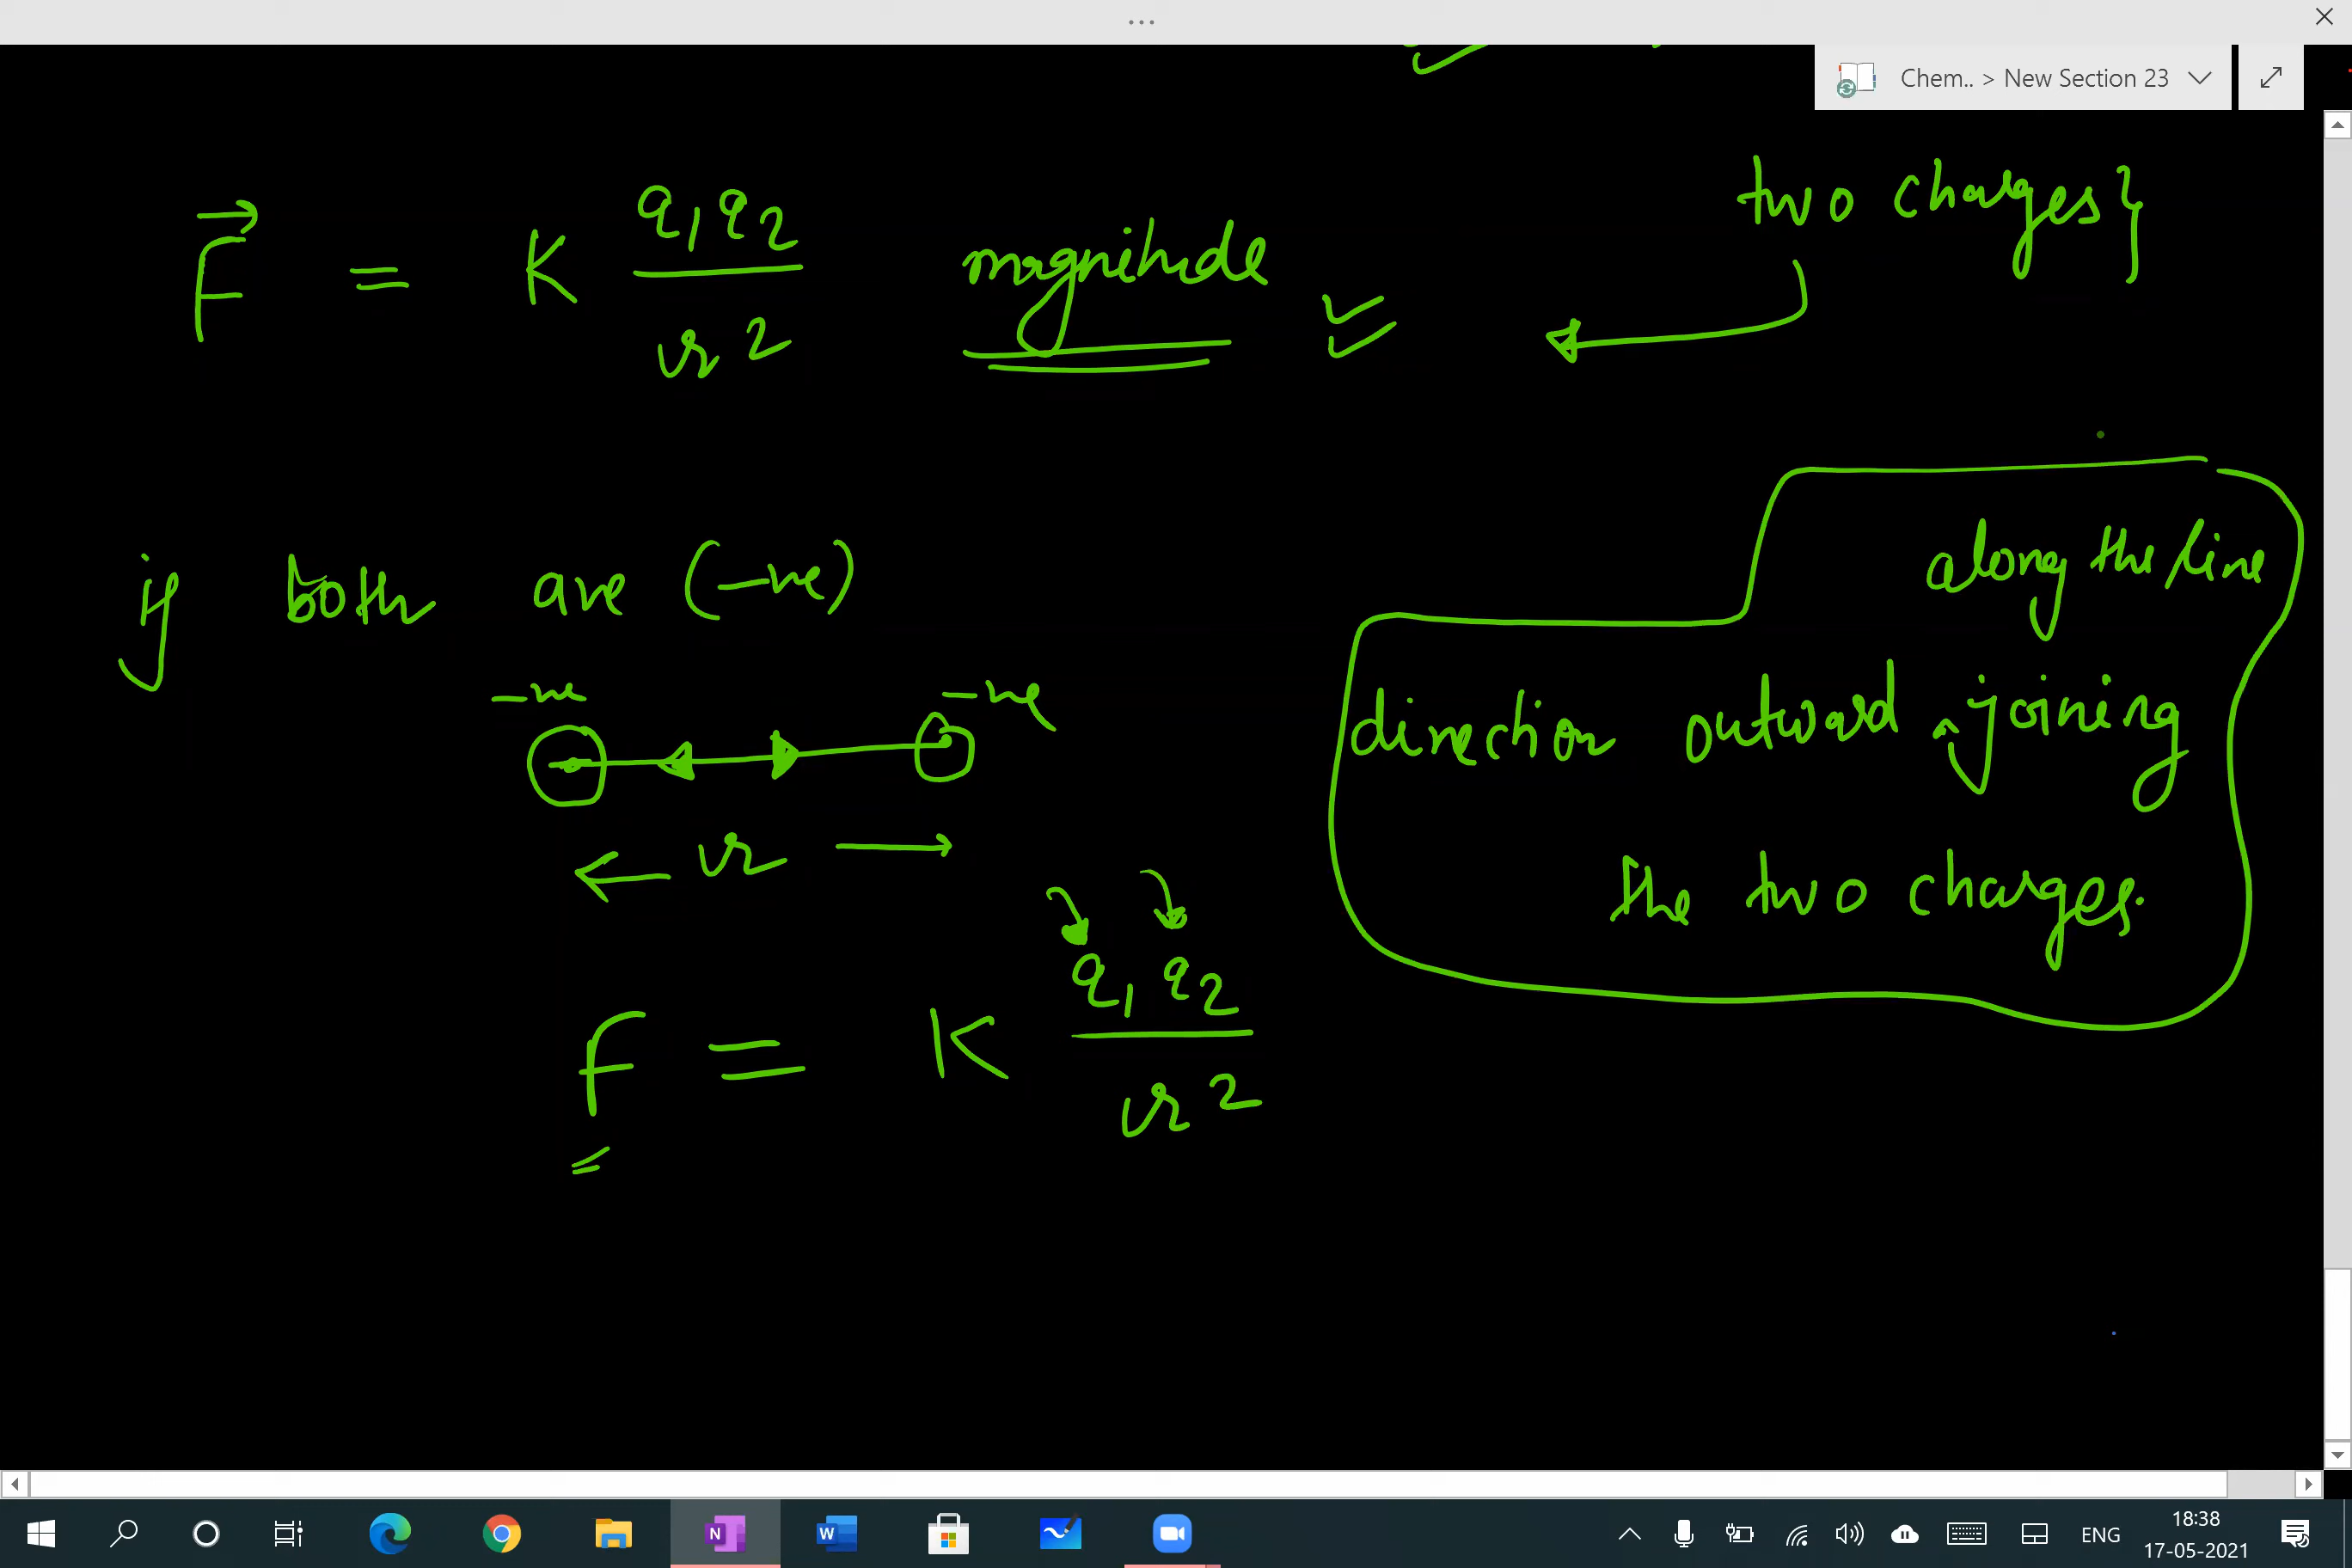 Chem.. > New Section 23
two charges}
F = K q1q2 / r2 magnitude
if both are (-ve)
-ve -ve
r
F = K q1q2 / r2
along the line
direction outward joining
the two charges.
ENG
18:38
17-05-2021